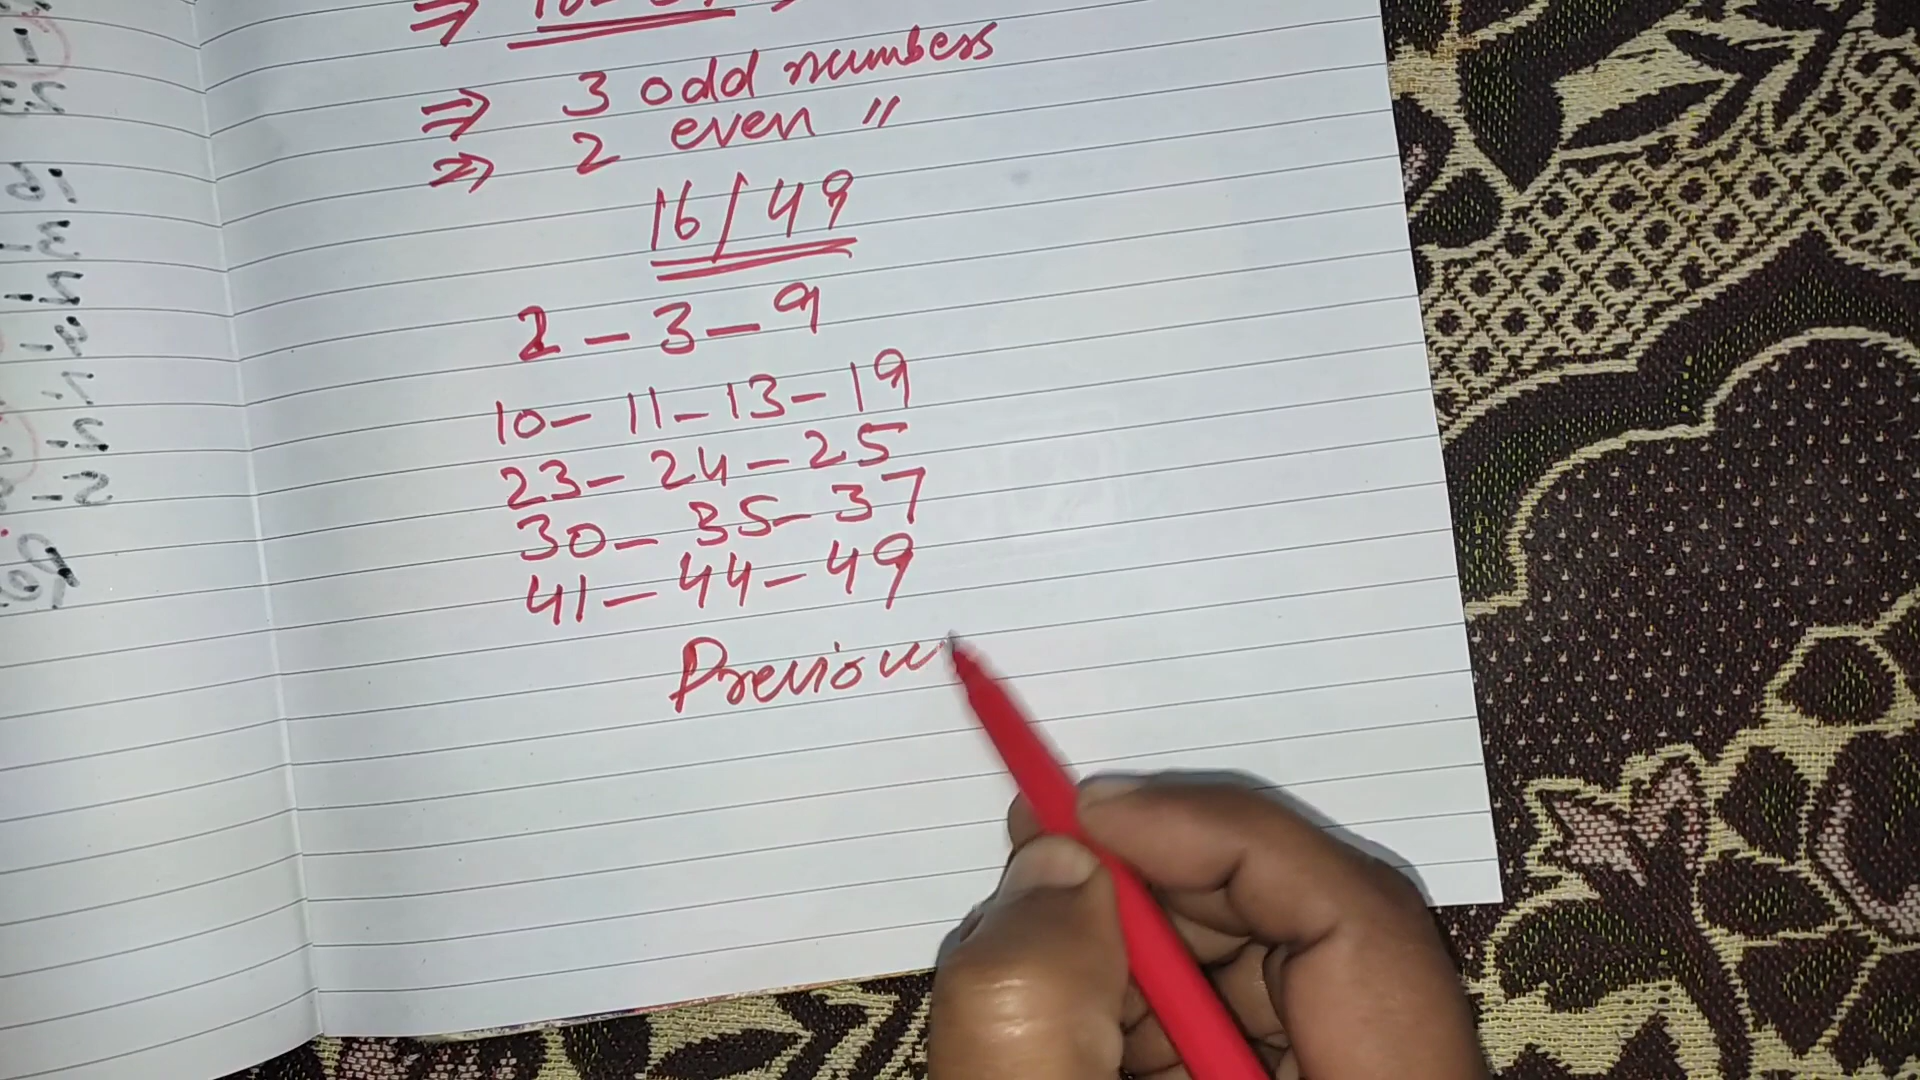 ⇒ 3 odd numbers
⇒ 2 even "
16/49
2-3-9
10-11-13-19
23-24-25
30-35-37
41-44-49
Previou